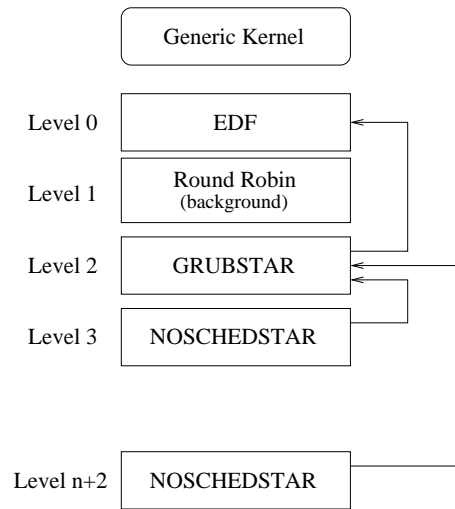 Generic Kernel
Level 0 EDF
Level 1 Round Robin
(background)
Level 2 GRUBSTAR
Level 3 NOSCHEDSTAR
Level n+2 NOSCHEDSTAR